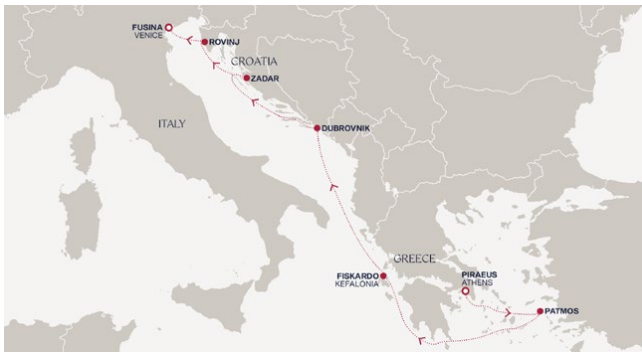 FUSINA
VENICE
ROVINJ
CROATIA
ZADAR
ITALY
DUBROVNIK
GREECE
FISKARDO
KEFALONIA
PIRAEUS
ATHENS
PATMOS